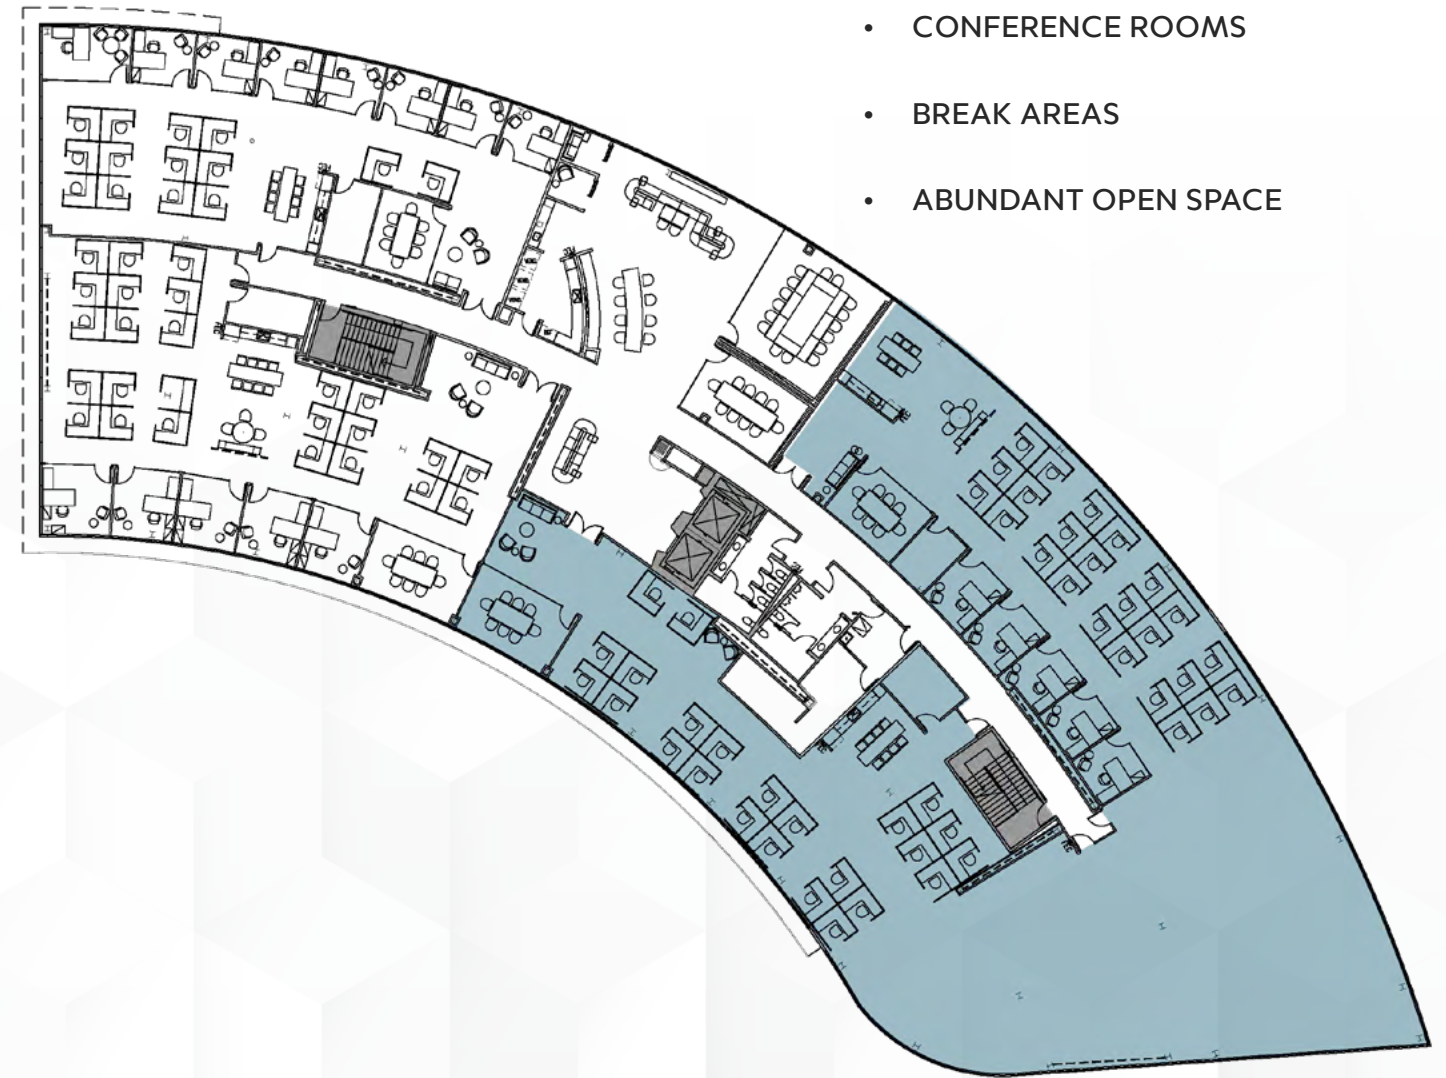 • CONFERENCE ROOMS
• BREAK AREAS
• ABUNDANT OPEN SPACE